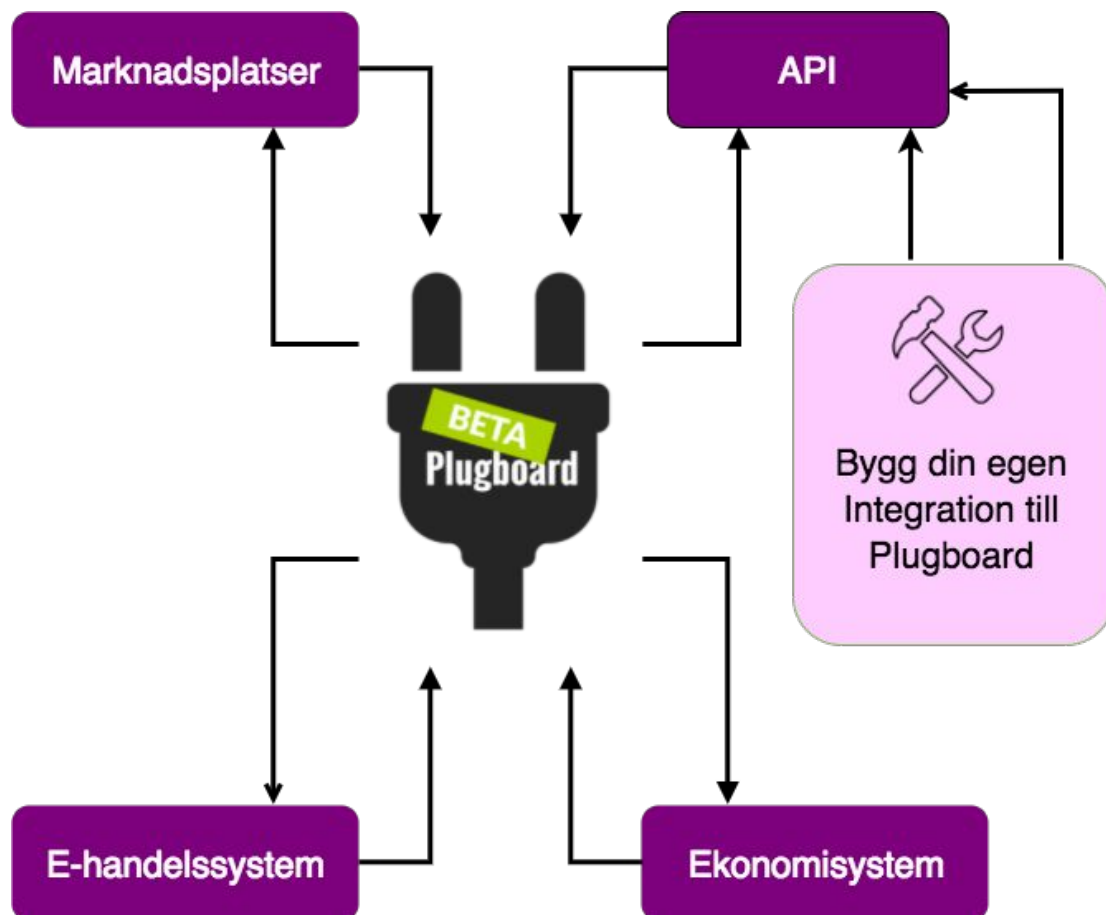 Marknadsplatser
API
BETA
Plugboard
Bygg din egen
Integration till
Plugboard
E-handelssystem
Ekonomisystem